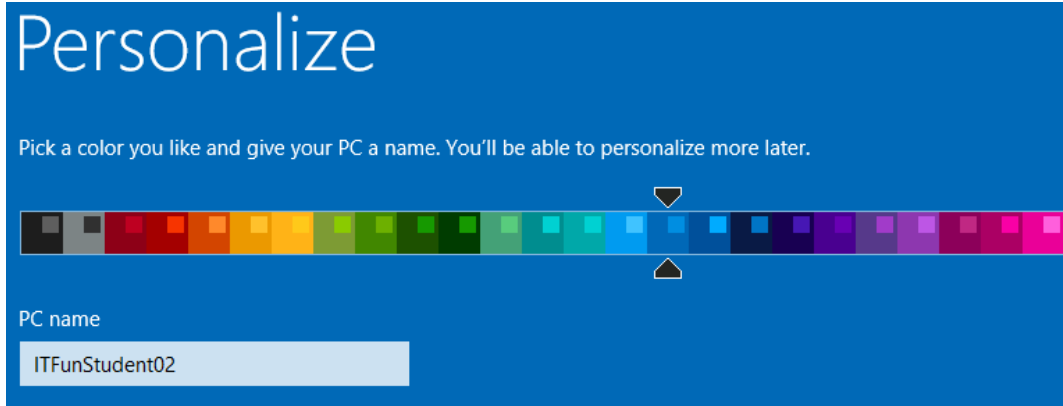 Personalize
Pick a color you like and give your PC a name. You’ll be able to personalize more later.
PC name
ITFunStudent02